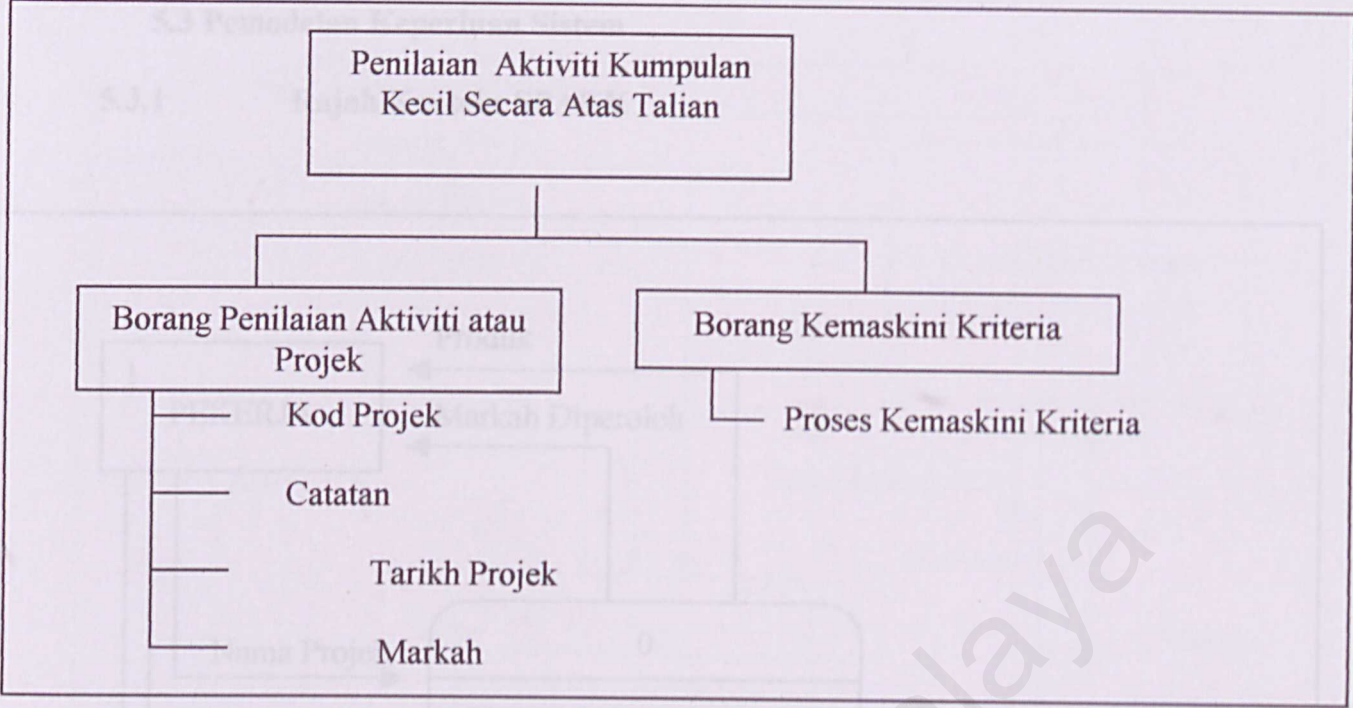 Penilaian Aktiviti Kumpulan
Kecil Secara Atas Talian
Borang Penilaian Aktiviti atau
Projek
Borang Kemaskini Kriteria
Kod Projek
Proses Kemaskini Kriteria
Catatan
Tarikh Projek
Markah